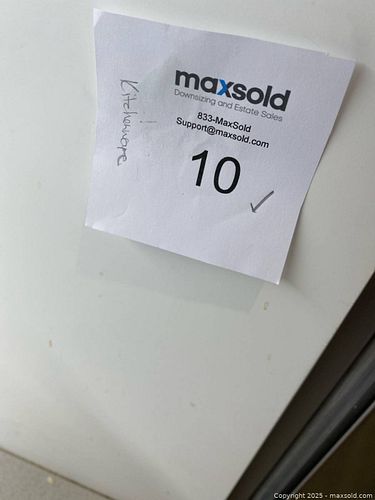 maxsold
Downsizing and Estate Sales
833-MaxSold
Support@maxsold.com
10
Kitchenware
Copyright 2025 - maxsold.com